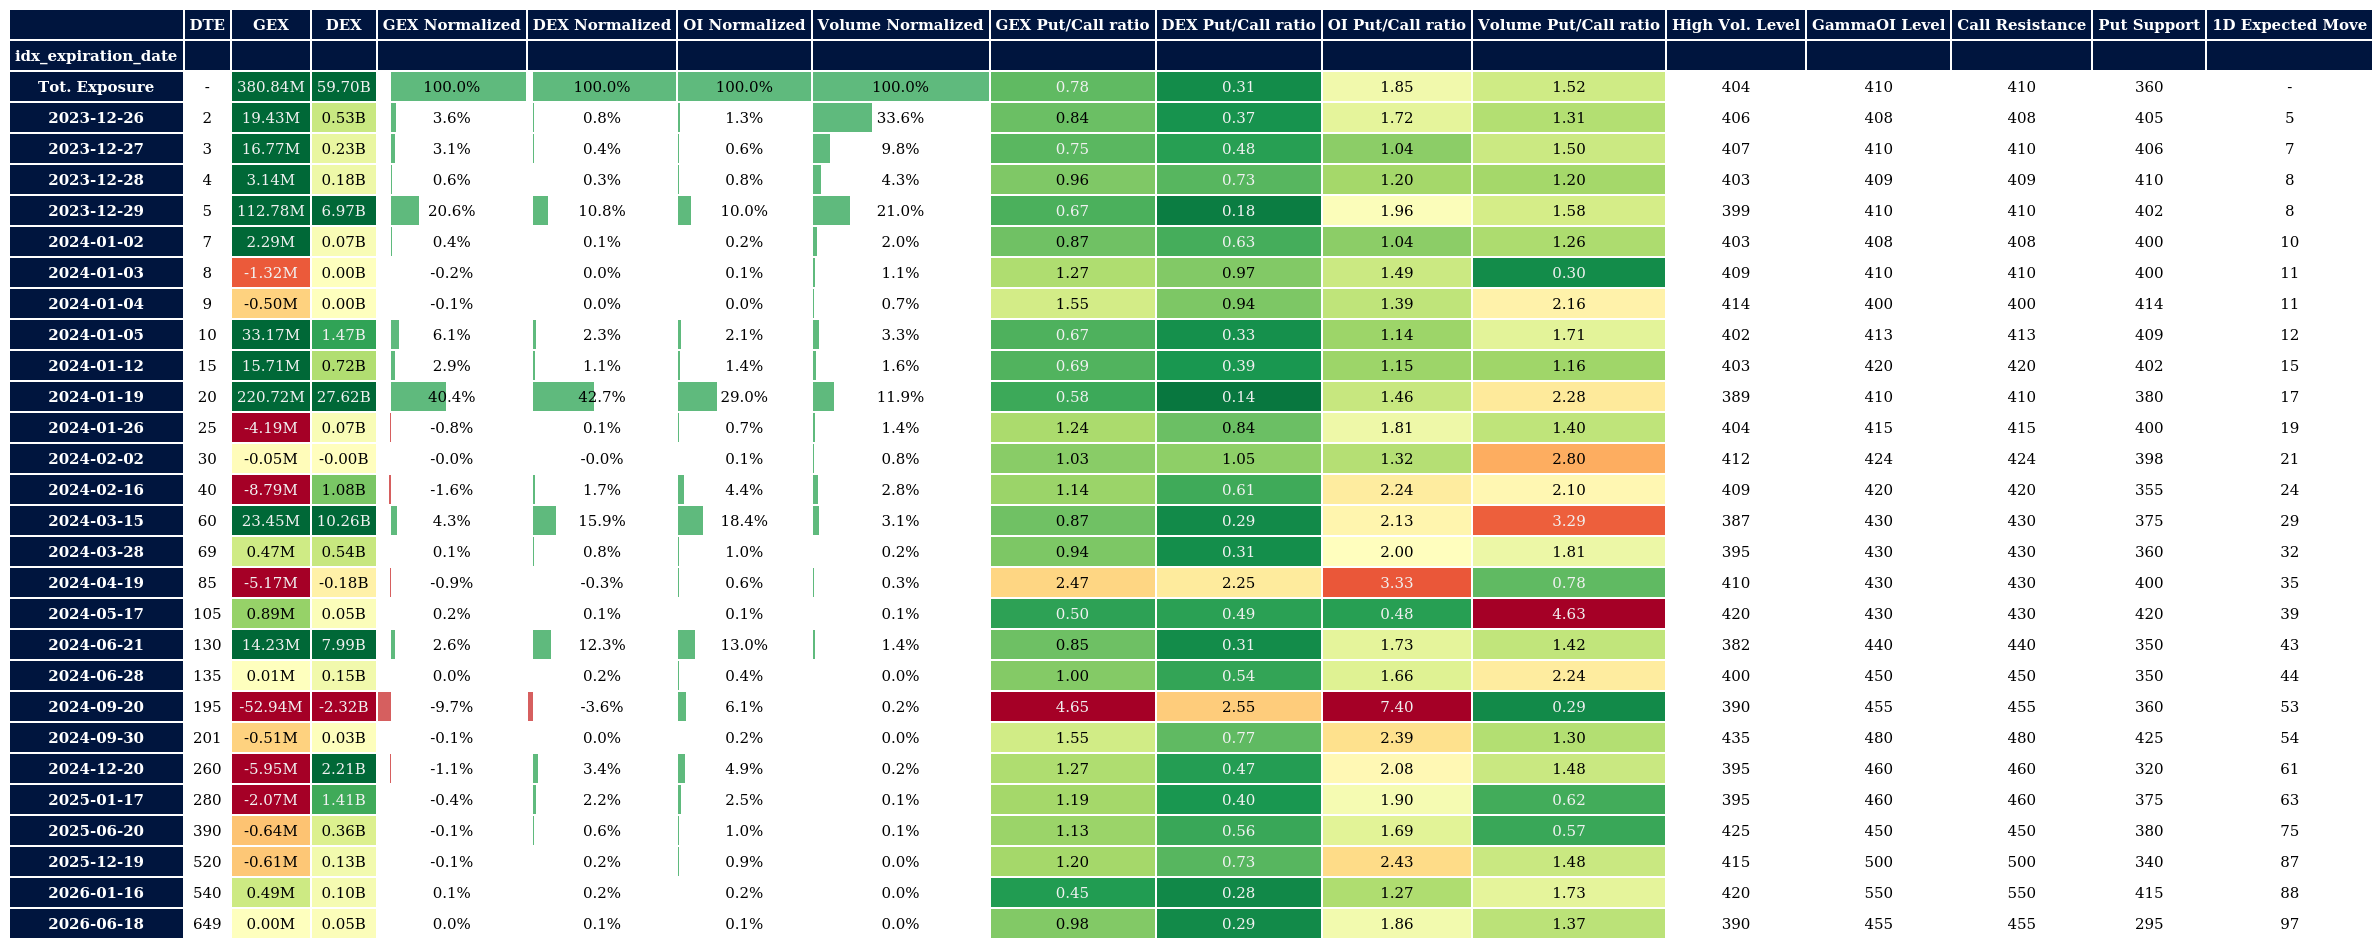 DTE GEX DEX GEX Normalized DEX Normalized OI Normalized Volume Normalized GEX Put/Call ratio DEX Put/Call ratio OI Put/Call ratio Volume Put/Call ratio High Vol. Level GammaOI Level Call Resistance Put Support 1D Expected Move
idx_expiration_date
Tot. Exposure - 380.84M 59.70B 100.0% 100.0% 100.0% 100.0% 0.78 0.31 1.85 1.52 404 410 410 360 -
2023-12-26 2 19.43M 0.53B 3.6% 0.8% 1.3% 33.6% 0.84 0.37 1.72 1.31 406 408 408 405 5
2023-12-27 3 16.77M 0.23B 3.1% 0.4% 0.6% 9.8% 0.75 0.48 1.04 1.50 407 410 410 406 7
2023-12-28 4 3.14M 0.18B 0.6% 0.3% 0.8% 4.3% 0.96 0.73 1.20 1.20 403 409 409 410 8
2023-12-29 5 112.78M 6.97B 20.6% 10.8% 10.0% 21.0% 0.67 0.18 1.96 1.58 399 410 410 402 8
2024-01-02 7 2.29M 0.07B 0.4% 0.1% 0.2% 2.0% 0.87 0.63 1.04 1.26 403 408 408 400 10
2024-01-03 8 -1.32M 0.00B -0.2% 0.0% 0.1% 1.1% 1.27 0.97 1.49 0.30 409 410 410 400 11
2024-01-04 9 -0.50M 0.00B -0.1% 0.0% 0.0% 0.7% 1.55 0.94 1.39 2.16 414 400 400 414 11
2024-01-05 10 33.17M 1.47B 6.1% 2.3% 2.1% 3.3% 0.67 0.33 1.14 1.71 402 413 413 409 12
2024-01-12 15 15.71M 0.72B 2.9% 1.1% 1.4% 1.6% 0.69 0.39 1.15 1.16 403 420 420 402 15
2024-01-19 20 220.72M 27.62B 40.4% 42.7% 29.0% 11.9% 0.58 0.14 1.46 2.28 389 410 410 380 17
2024-01-26 25 -4.19M 0.07B -0.8% 0.1% 0.7% 1.4% 1.24 0.84 1.81 1.40 404 415 415 400 19
2024-02-02 30 -0.05M -0.00B -0.0% -0.0% 0.1% 0.8% 1.03 1.05 1.32 2.80 412 424 424 398 21
2024-02-16 40 -8.79M 1.08B -1.6% 1.7% 4.4% 2.8% 1.14 0.61 2.24 2.10 409 420 420 355 24
2024-03-15 60 23.45M 10.26B 4.3% 15.9% 18.4% 3.1% 0.87 0.29 2.13 3.29 387 430 430 375 29
2024-03-28 69 0.47M 0.54B 0.1% 0.8% 1.0% 0.2% 0.94 0.31 2.00 1.81 395 430 430 360 32
2024-04-19 85 -5.17M -0.18B -0.9% -0.3% 0.6% 0.3% 2.47 2.25 3.33 0.78 410 430 430 400 35
2024-05-17 105 0.89M 0.05B 0.2% 0.1% 0.1% 0.1% 0.50 0.49 0.48 4.63 420 430 430 420 39
2024-06-21 130 14.23M 7.99B 2.6% 12.3% 13.0% 1.4% 0.85 0.31 1.73 1.42 382 440 440 350 43
2024-06-28 135 0.01M 0.15B 0.0% 0.2% 0.4% 0.0% 1.00 0.54 1.66 2.24 400 450 450 350 44
2024-09-20 195 -52.94M -2.32B -9.7% -3.6% 6.1% 0.2% 4.65 2.55 7.40 0.29 390 455 455 360 53
2024-09-30 201 -0.51M 0.03B -0.1% 0.0% 0.2% 0.0% 1.55 0.77 2.39 1.30 435 480 480 425 54
2024-12-20 260 -5.95M 2.21B -1.1% 3.4% 4.9% 0.2% 1.27 0.47 2.08 1.48 395 460 460 320 61
2025-01-17 280 -2.07M 1.41B -0.4% 2.2% 2.5% 0.1% 1.19 0.40 1.90 0.62 395 460 460 375 63
2025-06-20 390 -0.64M 0.36B -0.1% 0.6% 1.0% 0.1% 1.13 0.56 1.69 0.57 425 450 450 380 75
2025-12-19 520 -0.61M 0.13B -0.1% 0.2% 0.9% 0.0% 1.20 0.73 2.43 1.48 415 500 500 340 87
2026-01-16 540 0.49M 0.10B 0.1% 0.2% 0.2% 0.0% 0.45 0.28 1.27 1.73 420 550 550 415 88
2026-06-18 649 0.00M 0.05B 0.0% 0.1% 0.1% 0.0% 0.98 0.29 1.86 1.37 390 455 455 295 97